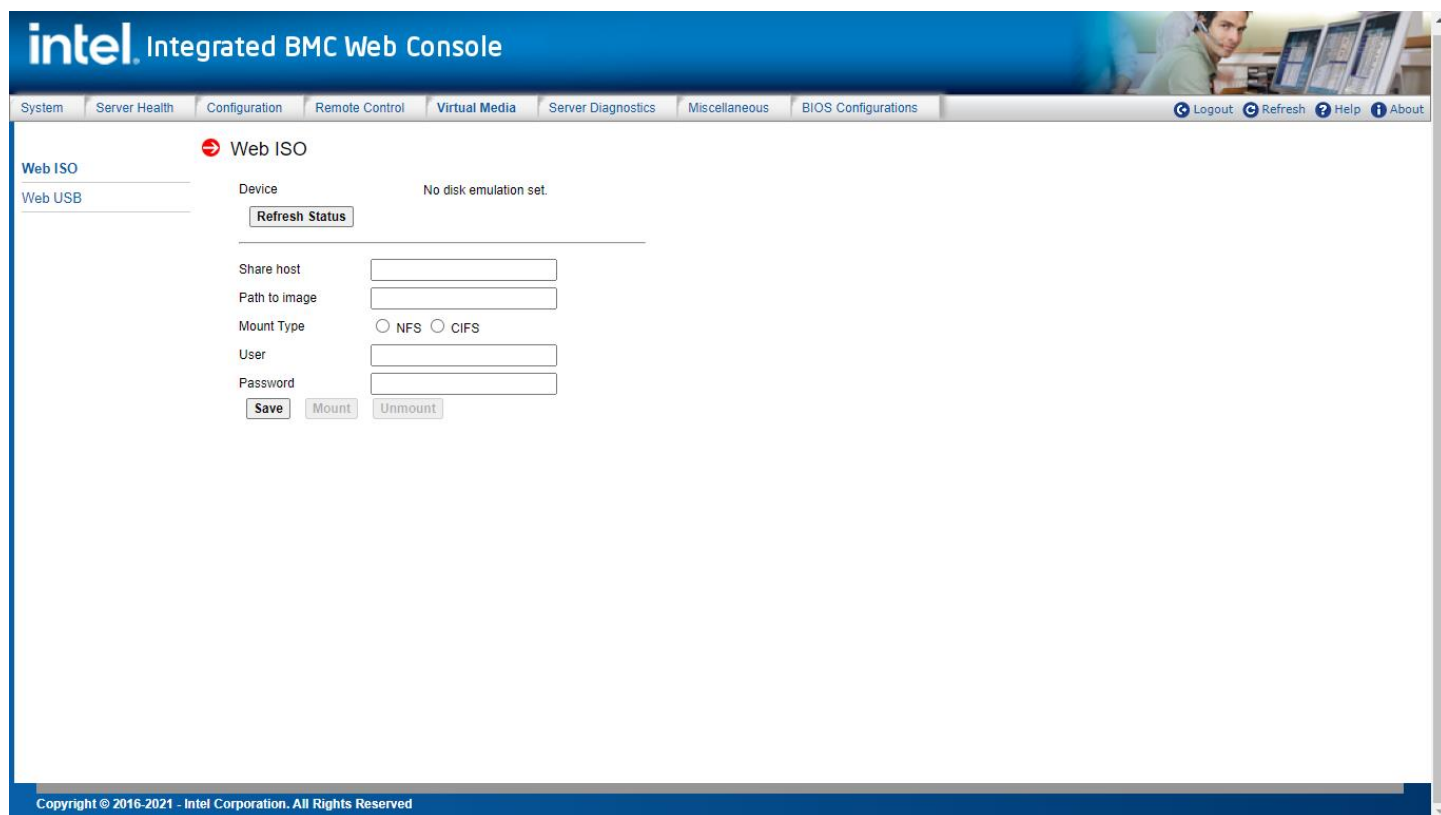 intel. Integrated BMC Web Console
System Server Health Configuration Remote Control Virtual Media Server Diagnostics Miscellaneous BIOS Configurations Logout Refresh Help About
Web ISO
Web ISO
Web USB
Device No disk emulation set.
Refresh Status
Share host
Path to image
Mount Type NFS CIFS
User
Password
Save Mount Unmount
Copyright © 2016-2021 - Intel Corporation. All Rights Reserved